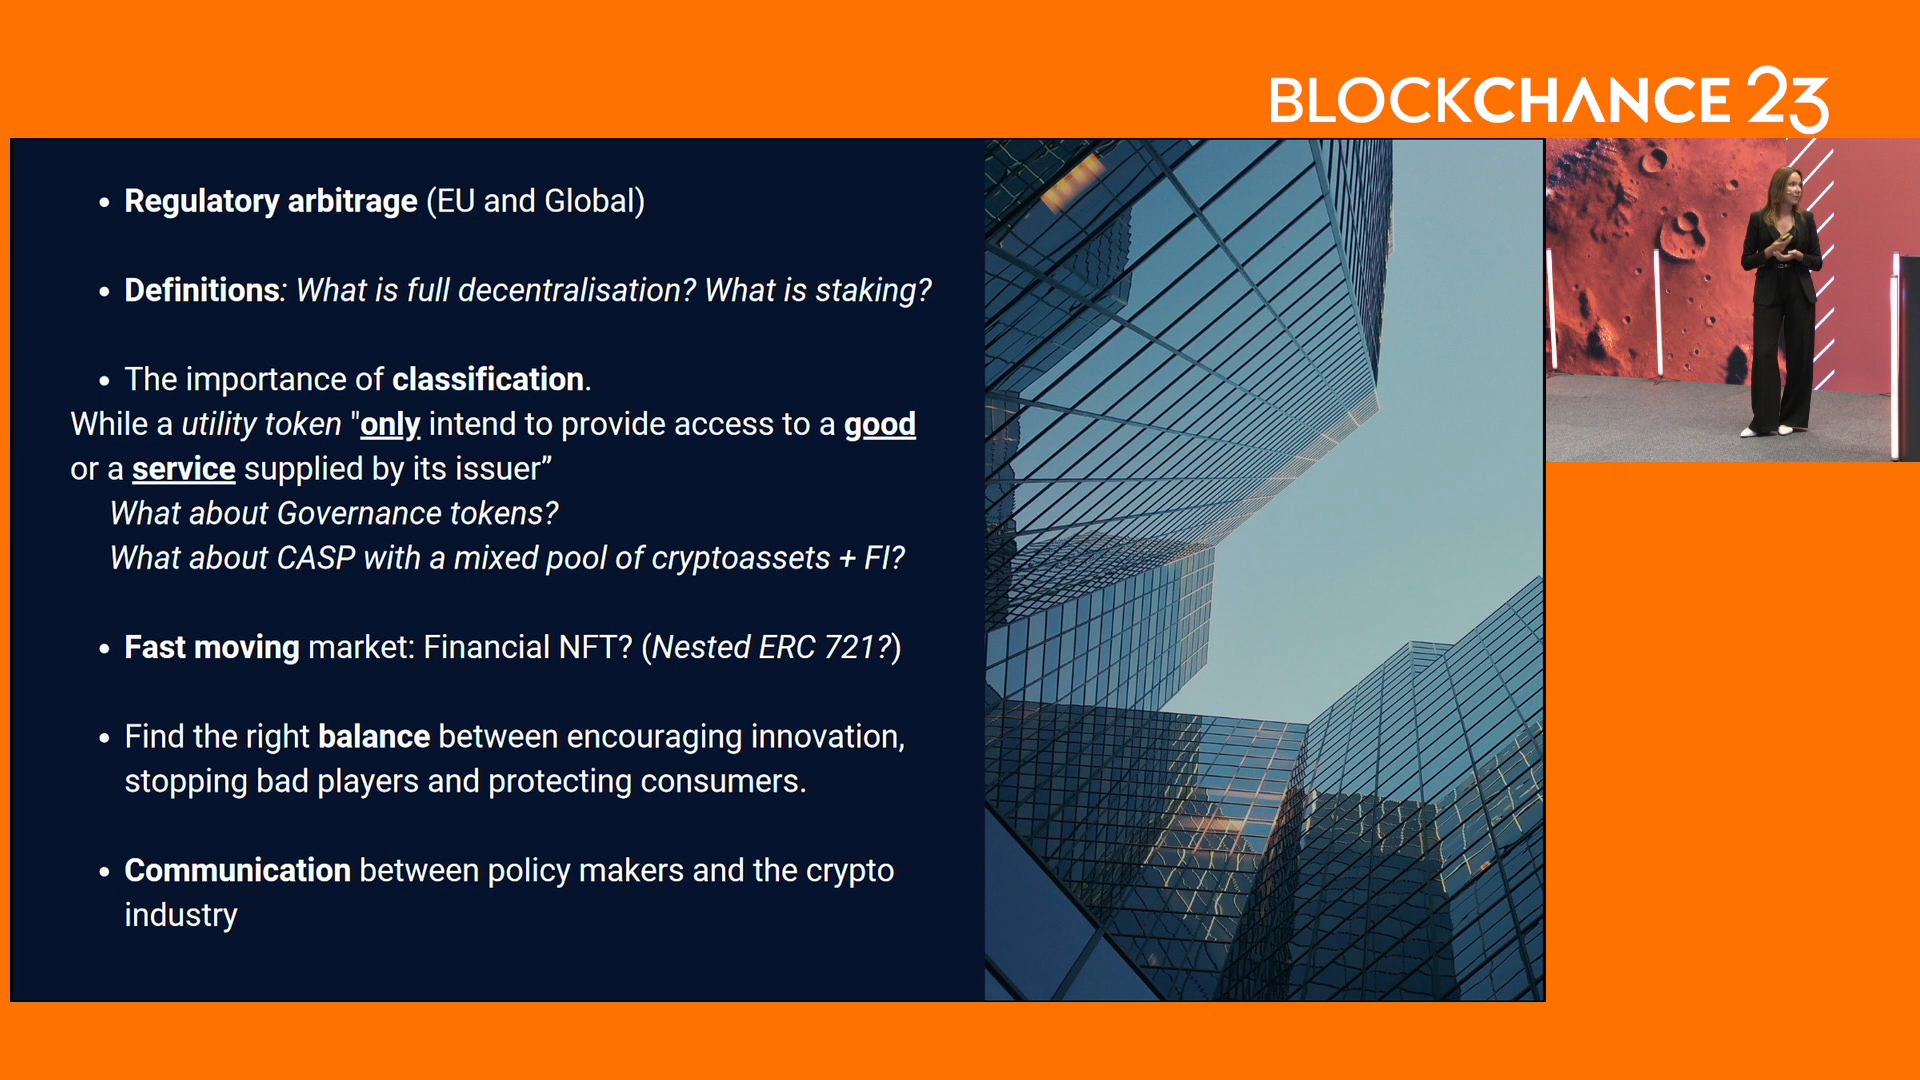 BLOCKCHANCE 23
• Regulatory arbitrage (EU and Global)
• Definitions: What is full decentralisation? What is staking?
• The importance of classification.
While a utility token "only intend to provide access to a good
or a service supplied by its issuer”
What about Governance tokens?
What about CASP with a mixed pool of cryptoassets + FI?
• Fast moving market: Financial NFT? (Nested ERC 721?)
• Find the right balance between encouraging innovation,
stopping bad players and protecting consumers.
• Communication between policy makers and the crypto
industry